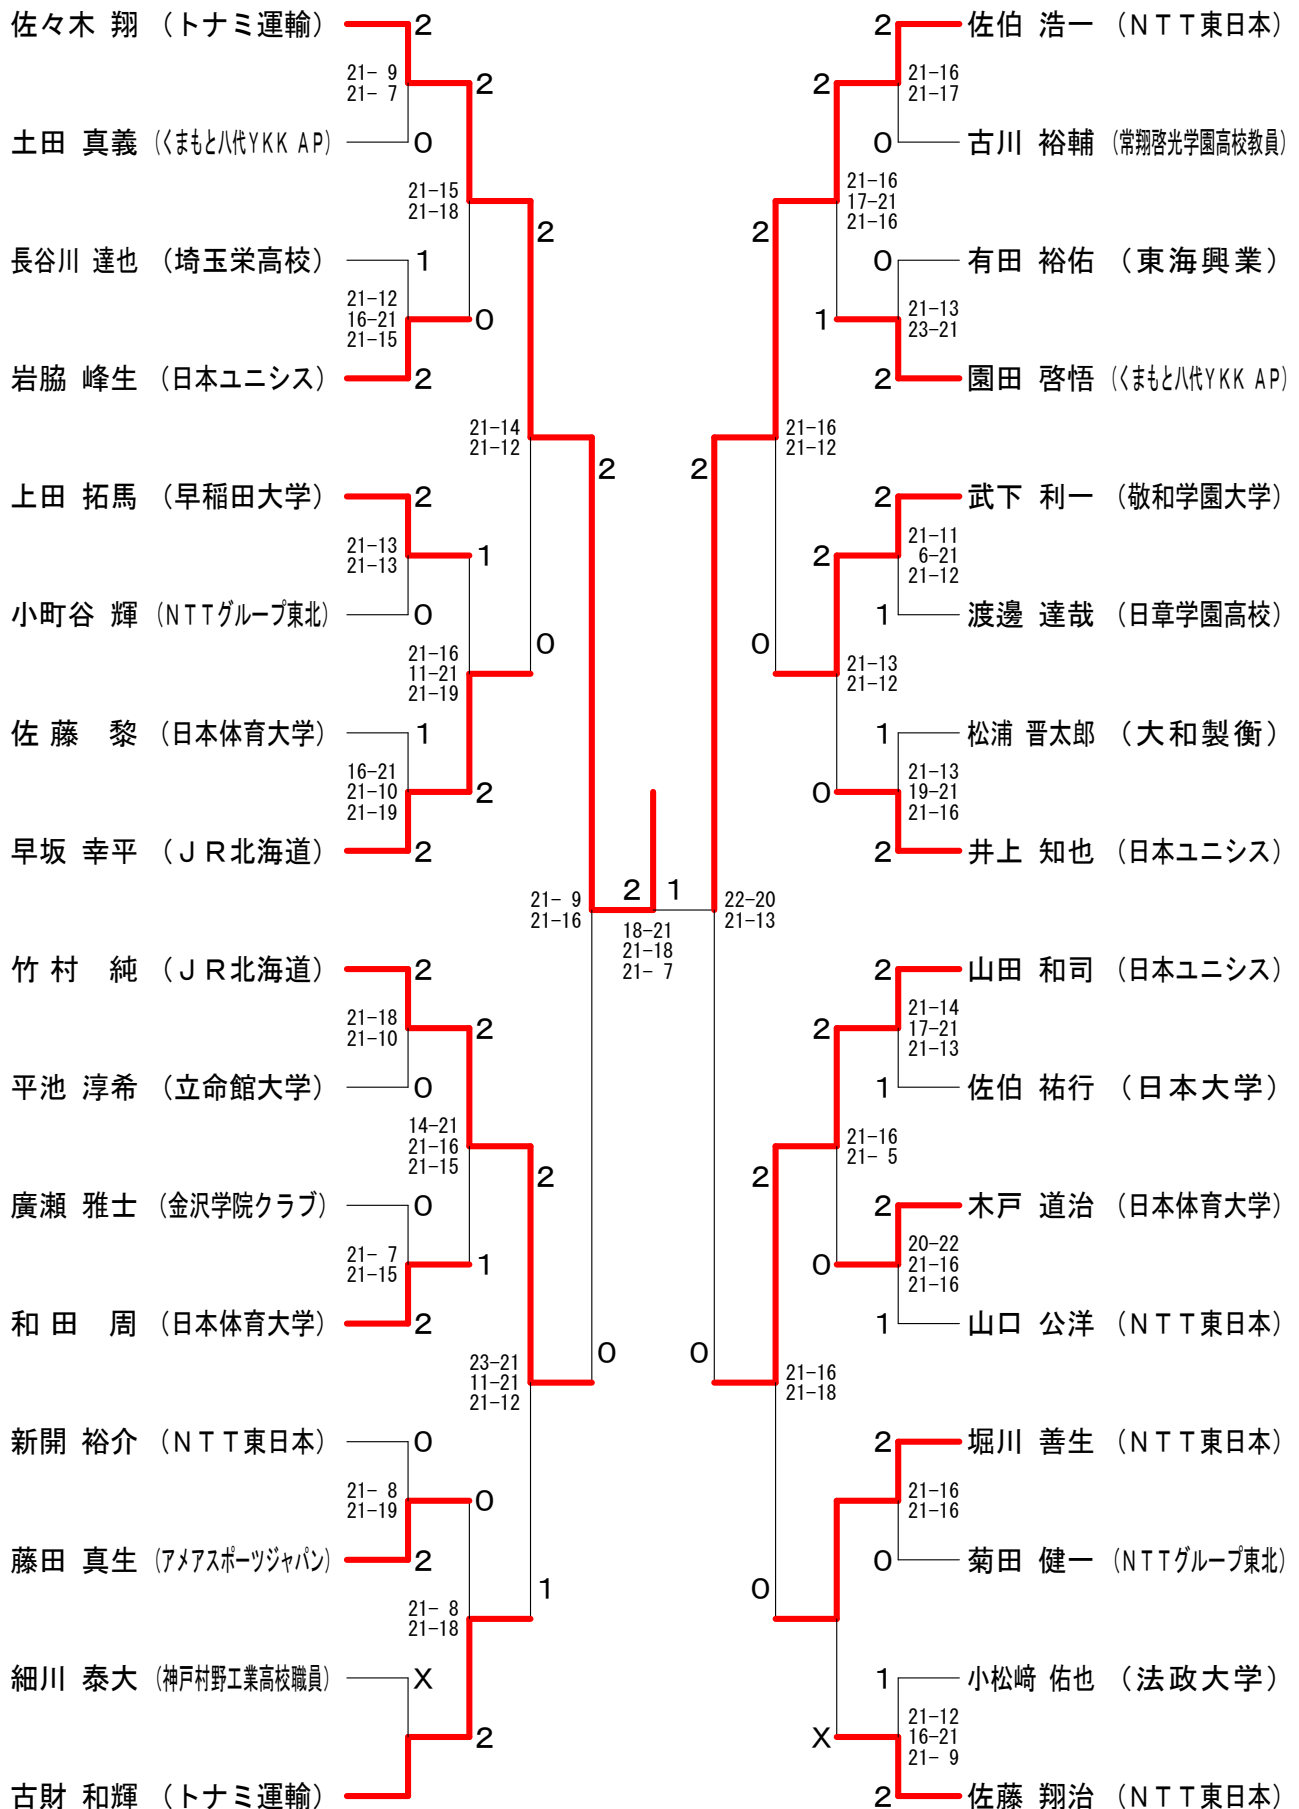 佐々木 翔 (トナミ運輸) 2
21- 9
21- 7
2
土田 真義 (くまもと八代YKK AP) 0
21-15
21-18
2
長谷川 達也 (埼玉栄高校) 1
21-12
16-21
21-15
0
岩脇 峰生 (日本ユニシス) 2
21-14
21-12
2
上田 拓馬 (早稲田大学) 2
21-13
21-13
1
小町谷 輝 (NTTグループ東北) 0
21-16
11-21
21-19
0
佐藤 黎 (日本体育大学) 1
16-21
21-10
21-19
2
早坂 幸平 (JR北海道) 2
21- 9
21-16
竹村 純 (JR北海道) 2
21-18
21-10
2
平池 淳希 (立命館大学) 0
14-21
21-16
21-15
2
廣瀬 雅士 (金沢学院クラブ) 0
21- 7
21-15
1
和田 周 (日本体育大学) 2
23-21
11-21
21-12
0
新開 裕介 (NTT東日本) 0
21- 8
21-19
0
藤田 真生 (アメアスポーツジャパン) 2
21- 8
21-18
1
細川 泰大 (神戸村野工業高校職員) X
2
古財 和輝 (トナミ運輸)
2 1
18-21
21-18
21- 7
2 佐伯 浩一 (NTT東日本)
21-16
21-17
2
0 古川 裕輔 (常翔啓光学園高校教員)
21-16
17-21
21-16
2
0 有田 裕佑 (東海興業)
21-13
23-21
1
2 園田 啓悟 (くまもと八代YKK AP)
21-16
21-12
2
2 武下 利一 (敬和学園大学)
21-11
6-21
21-12
2
1 渡邊 達哉 (日章学園高校)
21-13
21-12
0
1 松浦 晋太郎 (大和製衡)
21-13
19-21
21-16
0
2 井上 知也 (日本ユニシス)
22-20
21-13
2 山田 和司 (日本ユニシス)
21-14
17-21
21-13
2
1 佐伯 祐行 (日本大学)
21-16
21- 5
2
2 木戸 道治 (日本体育大学)
20-22
21-16
21-16
0
1 山口 公洋 (NTT東日本)
21-16
21-18
0
2 堀川 善生 (NTT東日本)
21-16
21-16
0 菊田 健一 (NTTグループ東北)
0
1 小松﨑 佑也 (法政大学)
21-12
16-21
21- 9
X
2 佐藤 翔治 (NTT東日本)